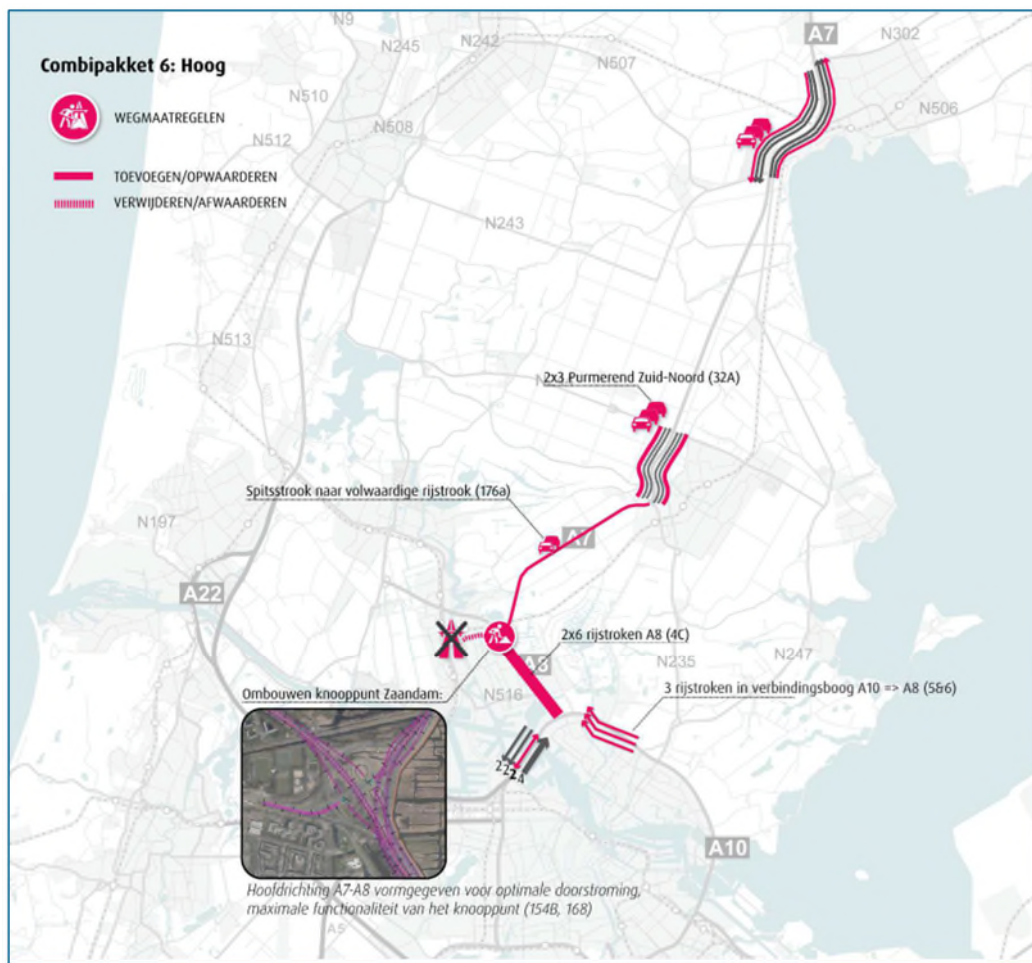 Combipakket 6: Hoog
WEGMAATREGELEN
TOEVOEGEN/OPWAARDEREN
VERWIJDEREN/AFWAARDEREN
N9
N245
N242
A7
N302
N507
N510
N506
N512
N508
N243
N513
2x3 Purmerend Zuid-Noord (32A)
Spitsstrook naar volwaardige rijstrook (176a)
N197
A7
A22
2x6 rijstroken A8 (4C)
A8
N235
N247
Ombouwen knooppunt Zaandam:
N516
3 rijstroken in verbindingsboog A10 => A8 (5&6)
2224
A10
Hoofdrichting A7-A8 vormgegeven voor optimale doorstroming,
maximale functionaliteit van het knooppunt (154B, 168)
A5